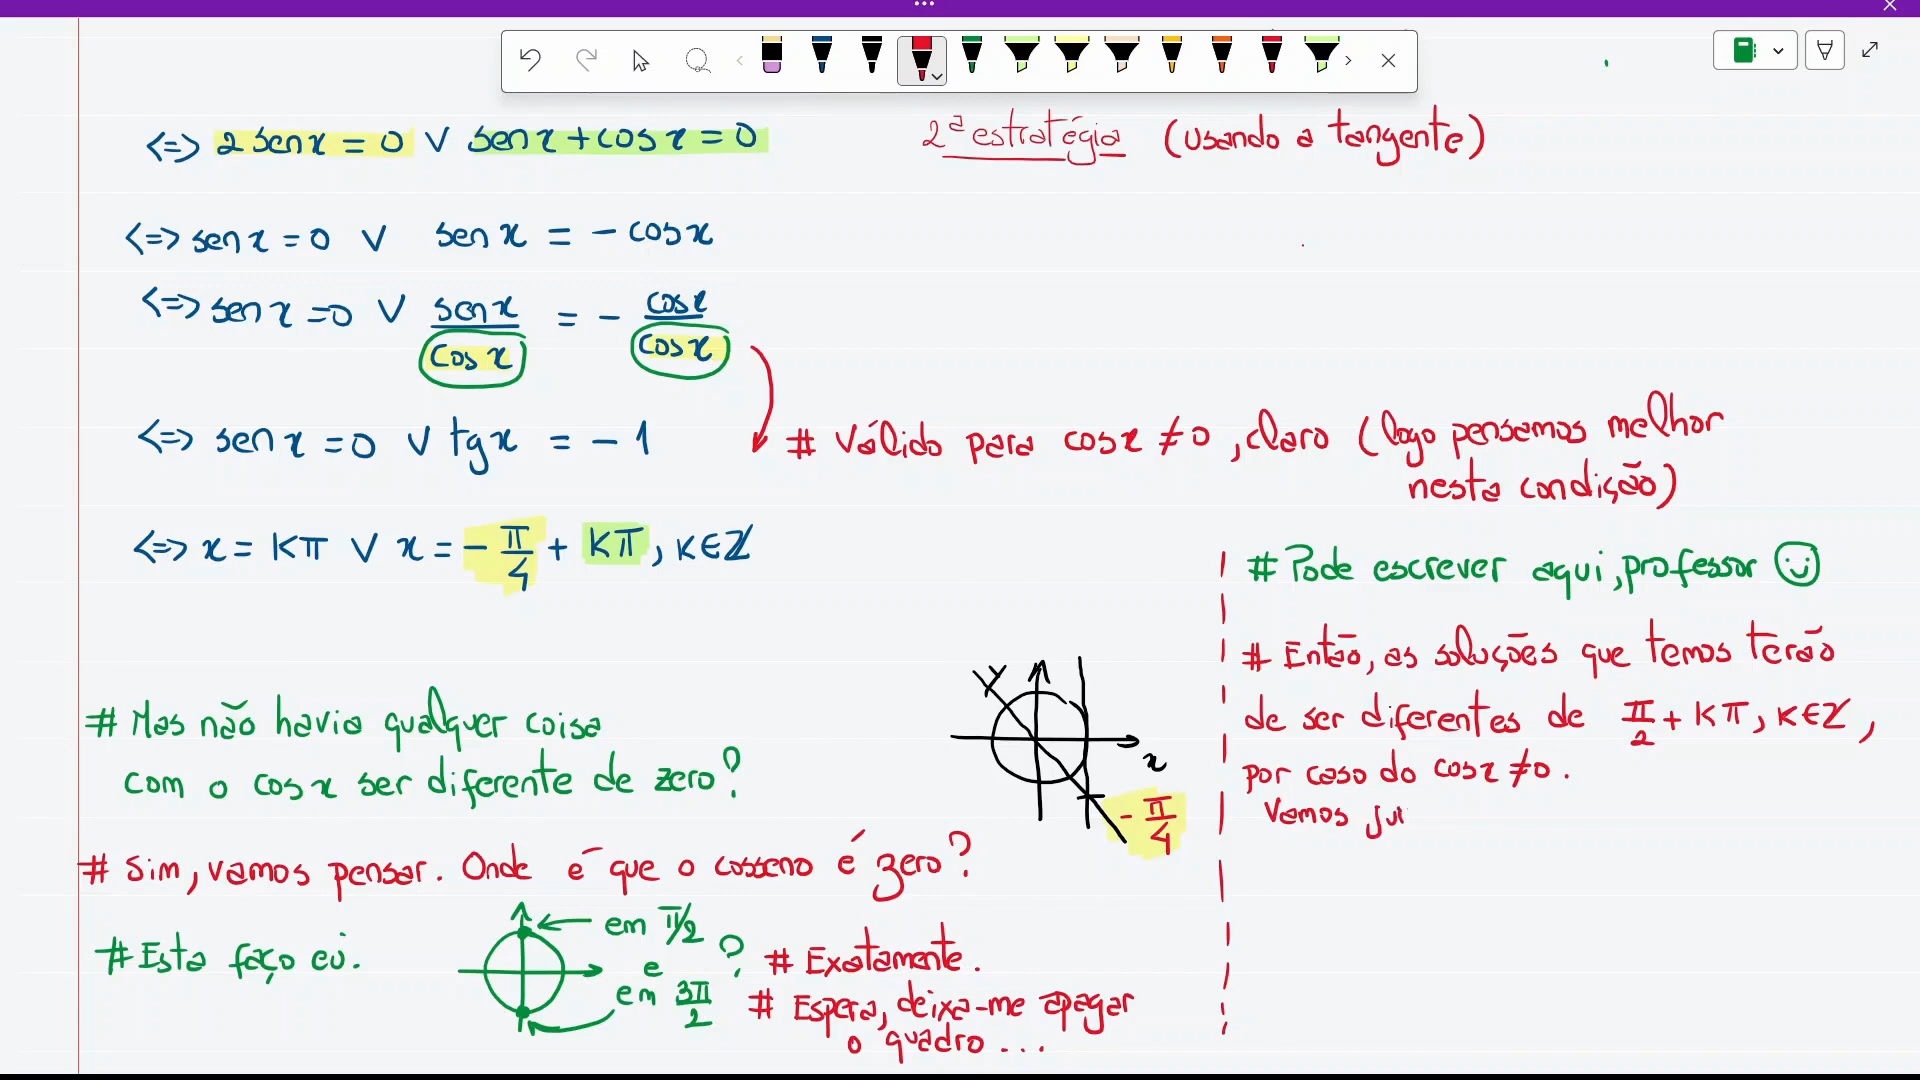 <=> 2 sen x = 0 ∨ sen x + cos x = 0
2ª estratégia (usando a tangente)
<=> sen x = 0 ∨ sen x = - cos x
<=> sen x = 0 ∨ sen x / cos x = - cos x / cos x
<=> sen x = 0 ∨ tg x = - 1
# Válido para cos x ≠ 0, claro (logo pensamos melhor
nesta condição)
<=> x = Kπ ∨ x = - π/4 + Kπ, K∈ℤ
# Mas não havia qualquer coisa
com o cos x ser diferente de zero?
x
- π/4
# Sim, vamos pensar. Onde é que o cosseno é zero?
# Esta faço eu.
em π/2
e
em 3π/2
?
# Exatamente.
# Espera, deixa-me apagar
o quadro ...
# Pode escrever aqui, professor
# Então, as soluções que temos terão
de ser diferentes de π/2 + Kπ, K∈ℤ,
por caso do cos x ≠ 0.
Vamos